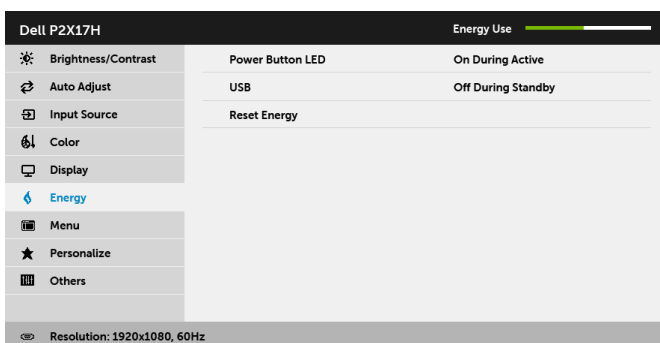 Dell P2X17H Energy Use
Brightness/Contrast Power Button LED On During Active
Auto Adjust USB Off During Standby
Input Source Reset Energy
Color
Display
Energy
Menu
Personalize
Others
Resolution: 1920x1080, 60Hz